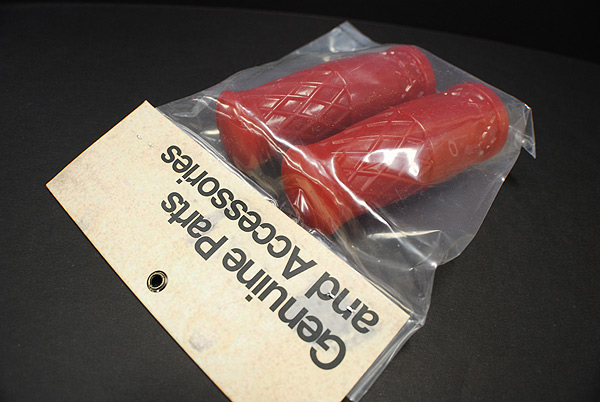 Genuine Parts
and Accessories